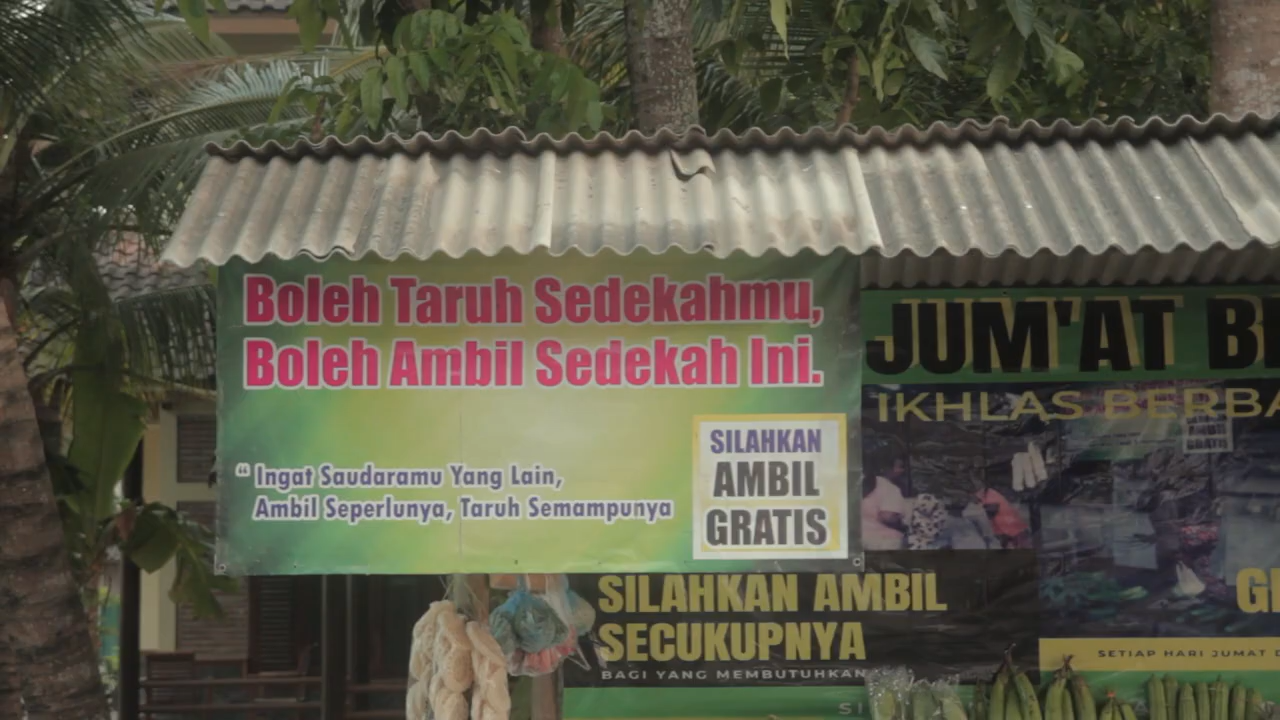 Boleh Taruh Sedekahmu,
Boleh Ambil Sedekah Ini.
“ Ingat Saudaramu Yang Lain,
Ambil Seperlunya, Taruh Semampunya
SILAHKAN
AMBIL
GRATIS
JUM'AT
IKHLAS
SILAHKAN AMBIL
SECUKUPNYA
BAGI YANG MEMBUTUHKAN
SETIAP HARI JUMAT